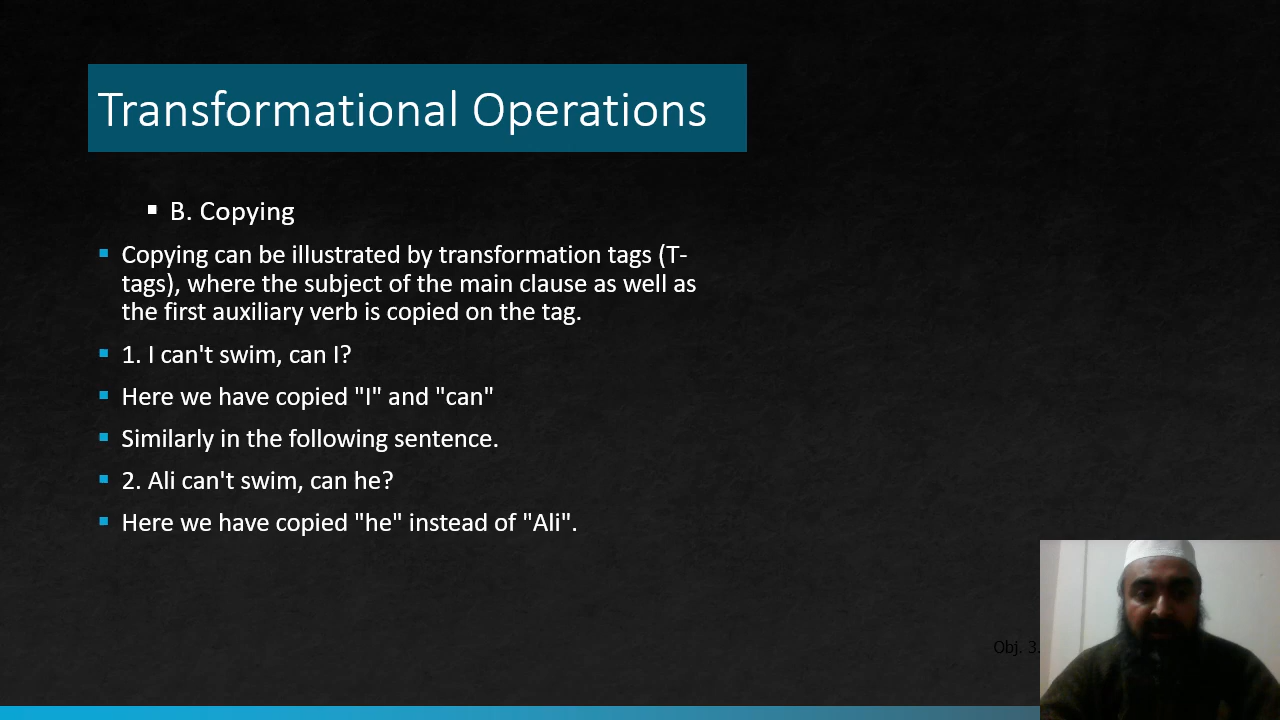 Transformational Operations
B. Copying
Copying can be illustrated by transformation tags (T-
tags), where the subject of the main clause as well as
the first auxiliary verb is copied on the tag.
1. I can't swim, can I?
Here we have copied "I" and "can"
Similarly in the following sentence.
2. Ali can't swim, can he?
Here we have copied "he" instead of "Ali".
Obj. 3.